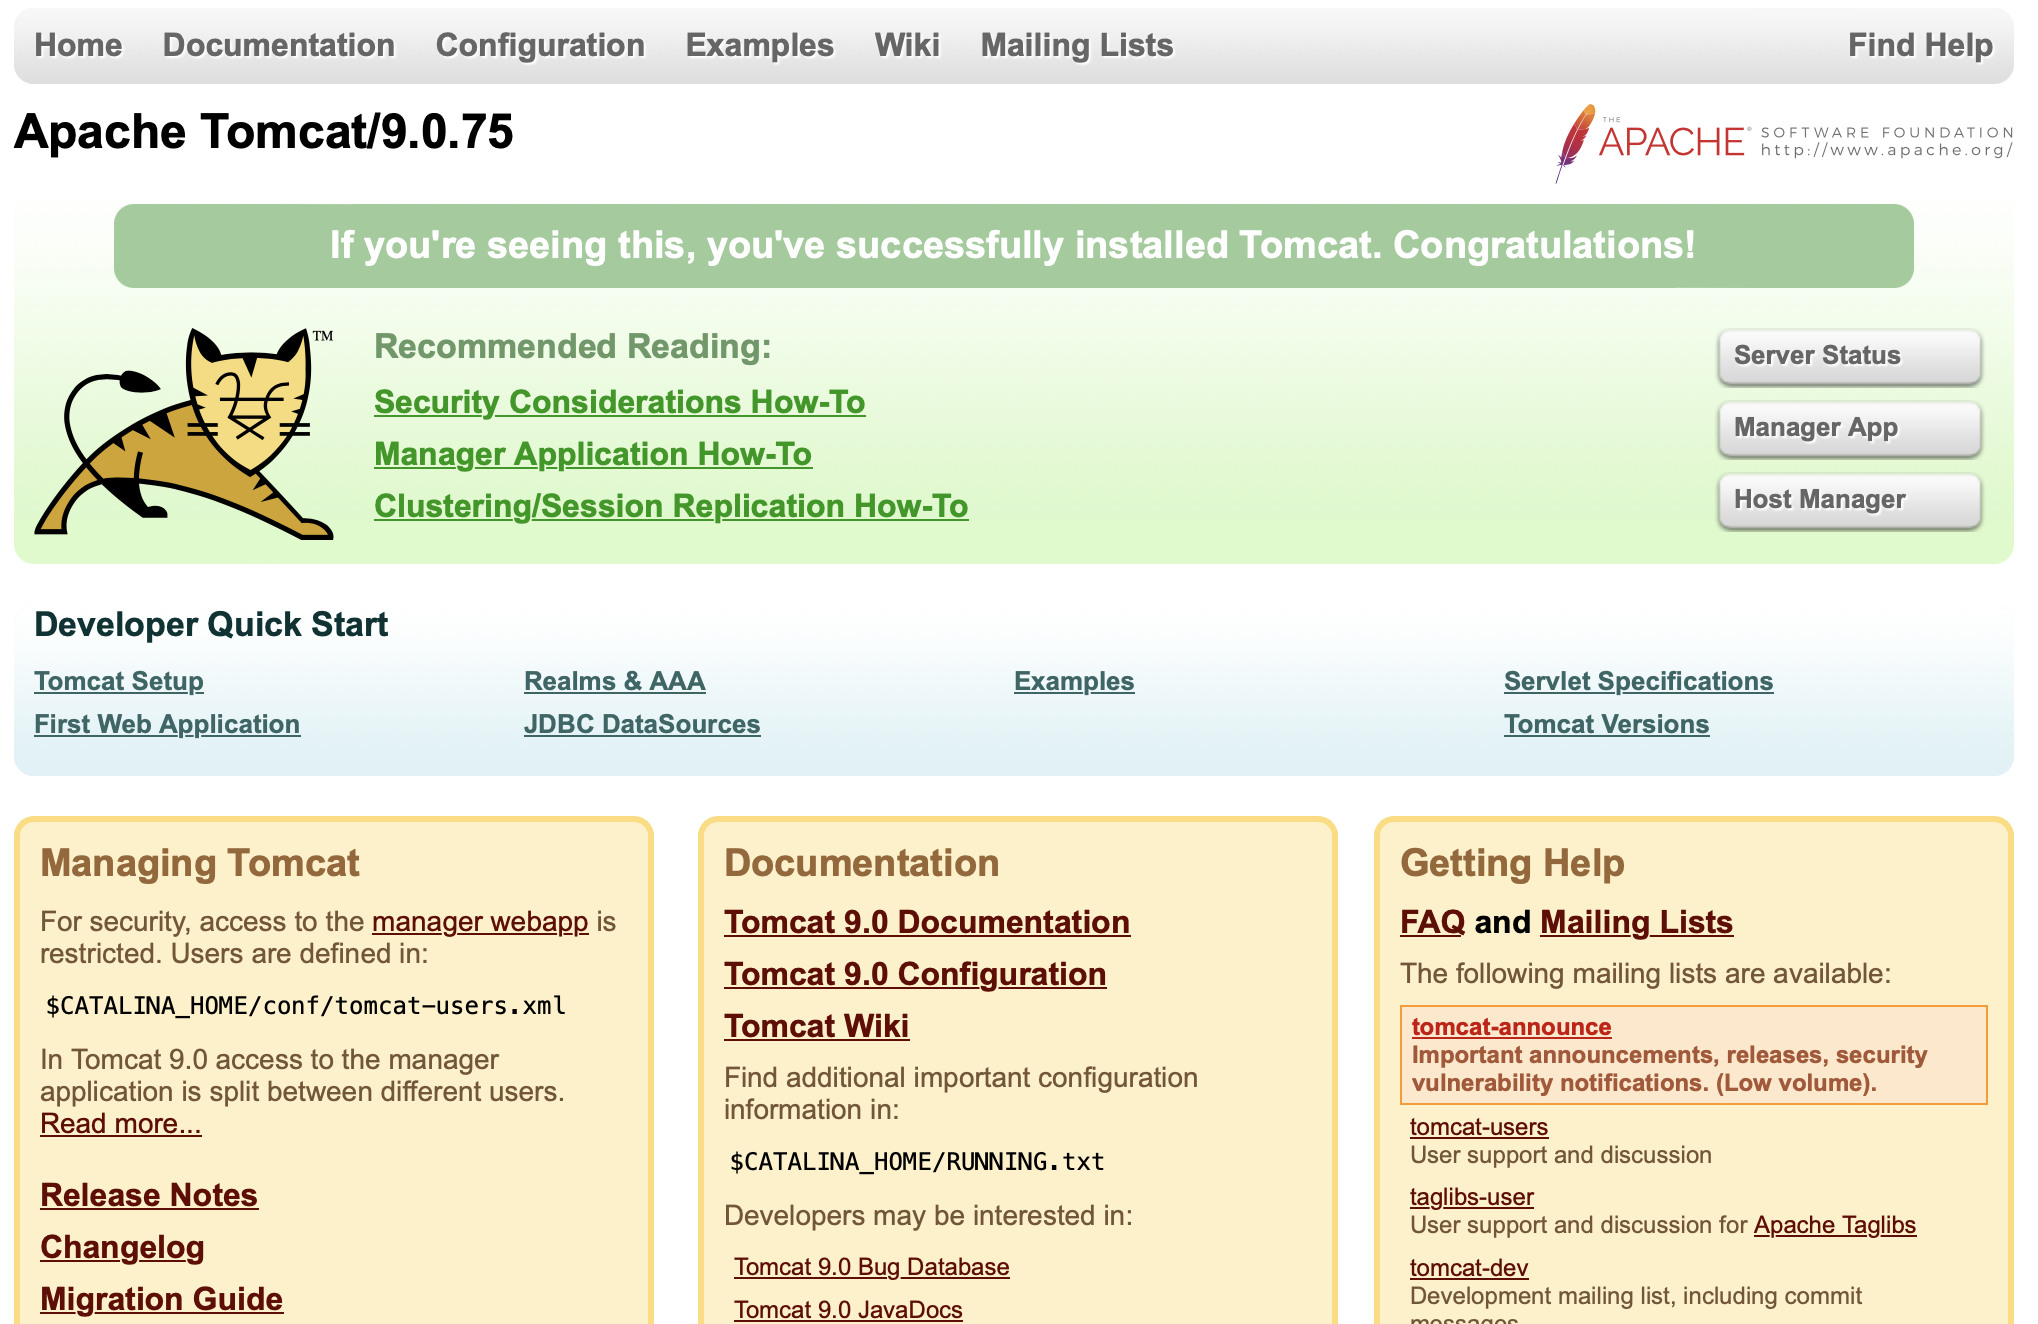 Home Documentation Configuration Examples Wiki Mailing Lists Find Help
Apache Tomcat/9.0.75
THE
APACHE® SOFTWARE FOUNDATION
http://www.apache.org/
If you're seeing this, you've successfully installed Tomcat. Congratulations!
TM
Recommended Reading:
Security Considerations How-To
Manager Application How-To
Clustering/Session Replication How-To
Server Status
Manager App
Host Manager
Developer Quick Start
Tomcat Setup
First Web Application
Realms & AAA
JDBC DataSources
Examples
Servlet Specifications
Tomcat Versions
Managing Tomcat
For security, access to the manager webapp is
restricted. Users are defined in:
$CATALINA_HOME/conf/tomcat-users.xml
In Tomcat 9.0 access to the manager
application is split between different users.
Read more...
Release Notes
Changelog
Migration Guide
Documentation
Tomcat 9.0 Documentation
Tomcat 9.0 Configuration
Tomcat Wiki
Find additional important configuration
information in:
$CATALINA_HOME/RUNNING.txt
Developers may be interested in:
Tomcat 9.0 Bug Database
Tomcat 9.0 JavaDocs
Getting Help
FAQ and Mailing Lists
The following mailing lists are available:
tomcat-announce
Important announcements, releases, security
vulnerability notifications. (Low volume).
tomcat-users
User support and discussion
taglibs-user
User support and discussion for Apache Taglibs
tomcat-dev
Development mailing list, including commit
messages